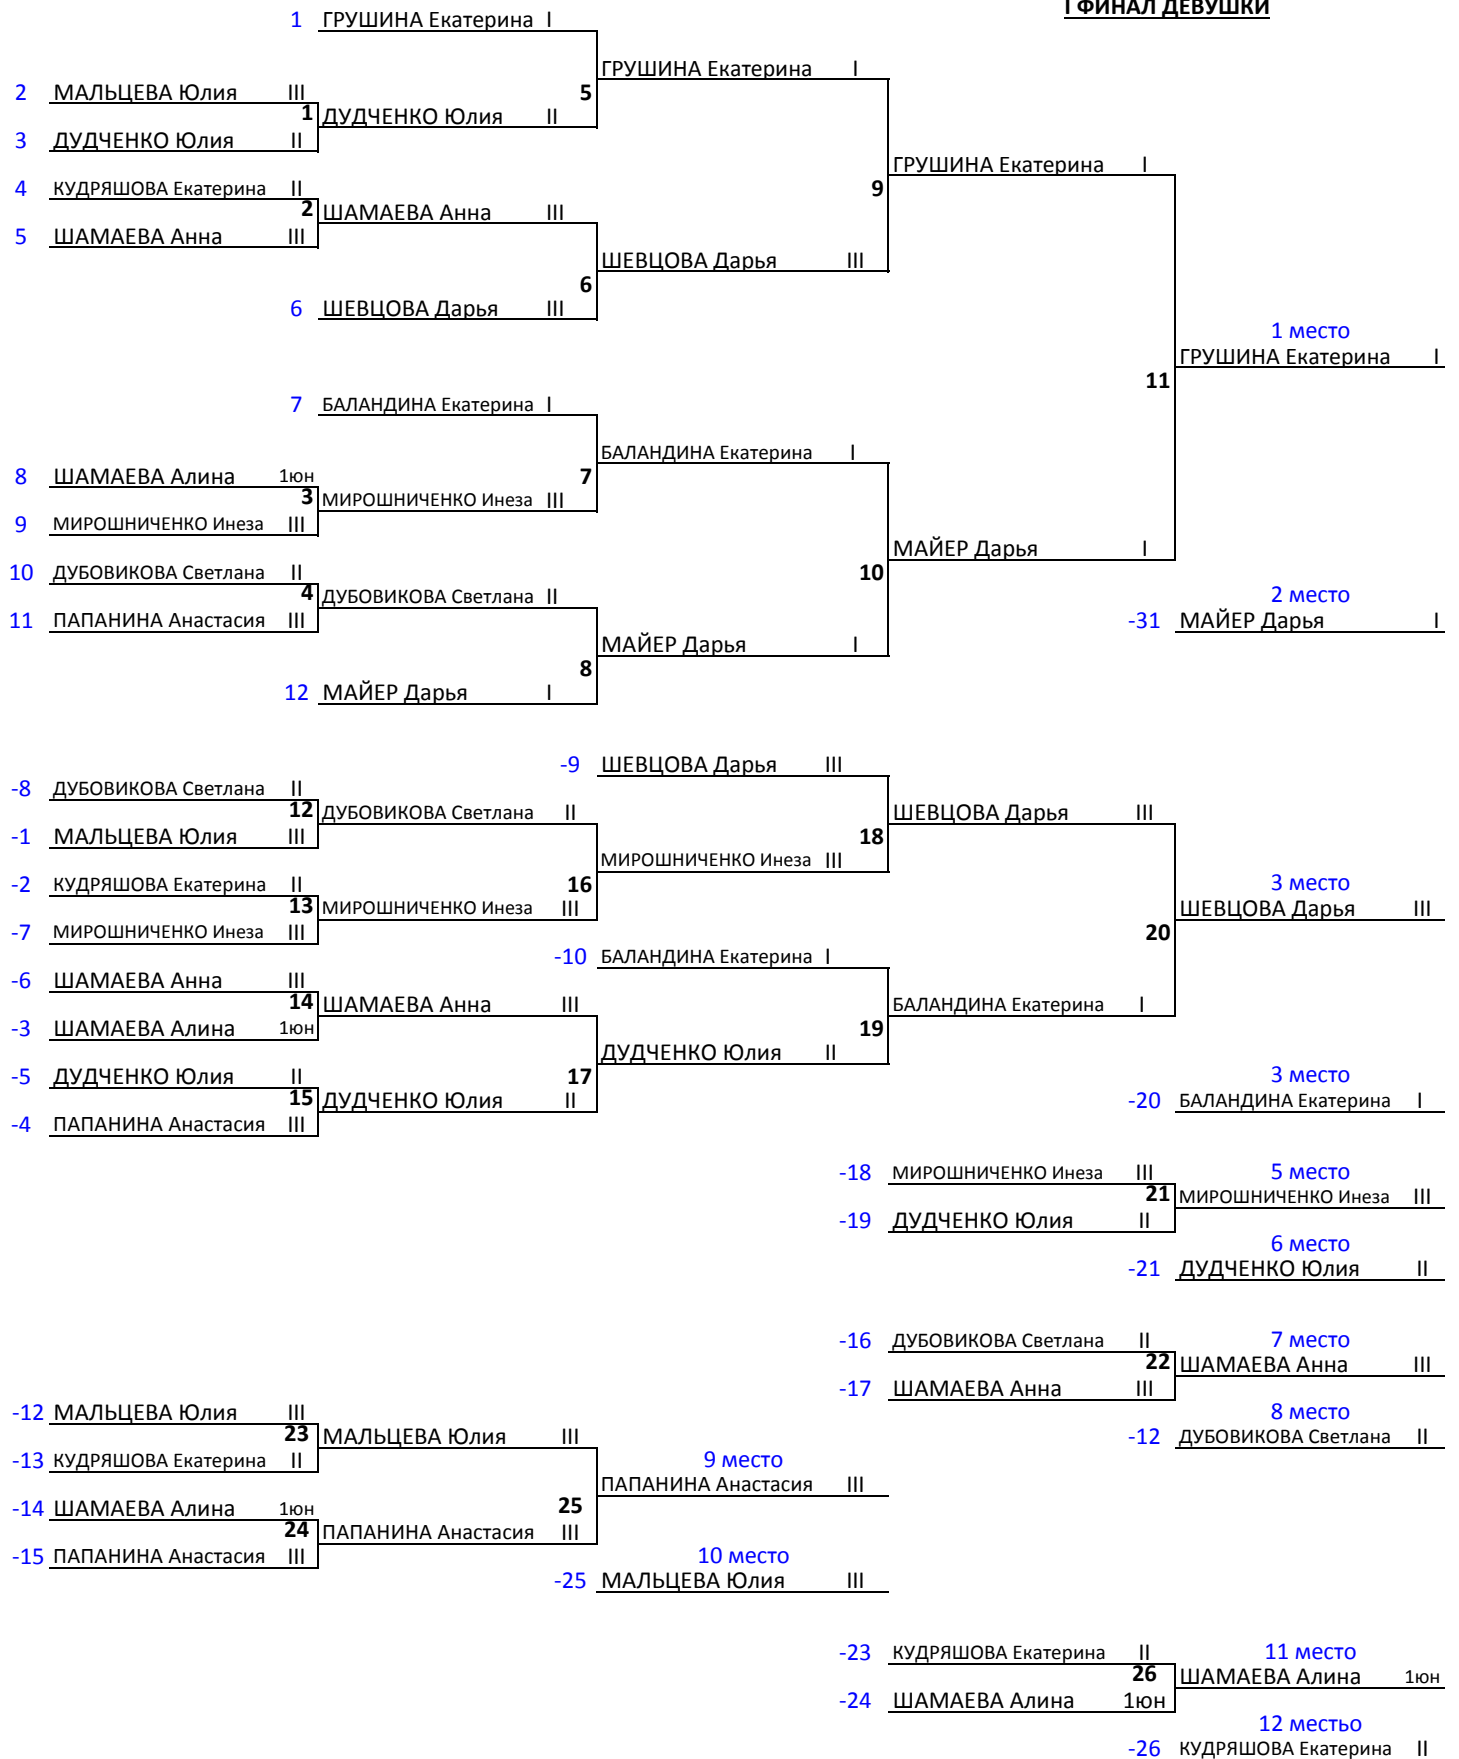 I ФИНАЛ ДЕВУШКИ
1 ГРУШИНА Екатерина I
ГРУШИНА Екатерина I
2 МАЛЬЦЕВА Юлия III 5
1 ДУДЧЕНКО Юлия II
3 ДУДЧЕНКО Юлия II
ГРУШИНА Екатерина I
4 КУДРЯШОВА Екатерина II 9
2 ШАМАЕВА Анна III
5 ШАМАЕВА Анна III
ШЕВЦОВА Дарья III
6
6 ШЕВЦОВА Дарья III
1 место
ГРУШИНА Екатерина I
11
7 БАЛАНДИНА Екатерина I
БАЛАНДИНА Екатерина I
8 ШАМАЕВА Алина 1юн 7
3 МИРОШНИЧЕНКО Инеза III
9 МИРОШНИЧЕНКО Инеза III
МАЙЕР Дарья I
10 ДУБОВИКОВА Светлана II 10
4 ДУБОВИКОВА Светлана II 2 место
11 ПАПАНИНА Анастасия III -31 МАЙЕР Дарья I
МАЙЕР Дарья I
8
12 МАЙЕР Дарья I
-9 ШЕВЦОВА Дарья III
-8 ДУБОВИКОВА Светлана II
12 ДУБОВИКОВА Светлана II ШЕВЦОВА Дарья III
-1 МАЛЬЦЕВА Юлия III 18
МИРОШНИЧЕНКО Инеза III
-2 КУДРЯШОВА Екатерина II 16 3 место
13 МИРОШНИЧЕНКО Инеза III ШЕВЦОВА Дарья III
-7 МИРОШНИЧЕНКО Инеза III 20
-10 БАЛАНДИНА Екатерина I
-6 ШАМАЕВА Анна III
14 ШАМАЕВА Анна III БАЛАНДИНА Екатерина I
-3 ШАМАЕВА Алина 1юн 19
ДУДЧЕНКО Юлия II
-5 ДУДЧЕНКО Юлия II 17 3 место
15 ДУДЧЕНКО Юлия II -20 БАЛАНДИНА Екатерина I
-4 ПАПАНИНА Анастасия III
-18 МИРОШНИЧЕНКО Инеза III 5 место
21 МИРОШНИЧЕНКО Инеза III
-19 ДУДЧЕНКО Юлия II
6 место
-21 ДУДЧЕНКО Юлия II
-16 ДУБОВИКОВА Светлана II 7 место
22 ШАМАЕВА Анна III
-17 ШАМАЕВА Анна III
-12 МАЛЬЦЕВА Юлия III 8 место
23 МАЛЬЦЕВА Юлия III -12 ДУБОВИКОВА Светлана II
-13 КУДРЯШОВА Екатерина II 9 место
ПАПАНИНА Анастасия III
-14 ШАМАЕВА Алина 1юн 25
24 ПАПАНИНА Анастасия III
-15 ПАПАНИНА Анастасия III 10 место
-25 МАЛЬЦЕВА Юлия III
-23 КУДРЯШОВА Екатерина II 11 место
26 ШАМАЕВА Алина 1юн
-24 ШАМАЕВА Алина 1юн
12 местьо
-26 КУДРЯШОВА Екатерина II